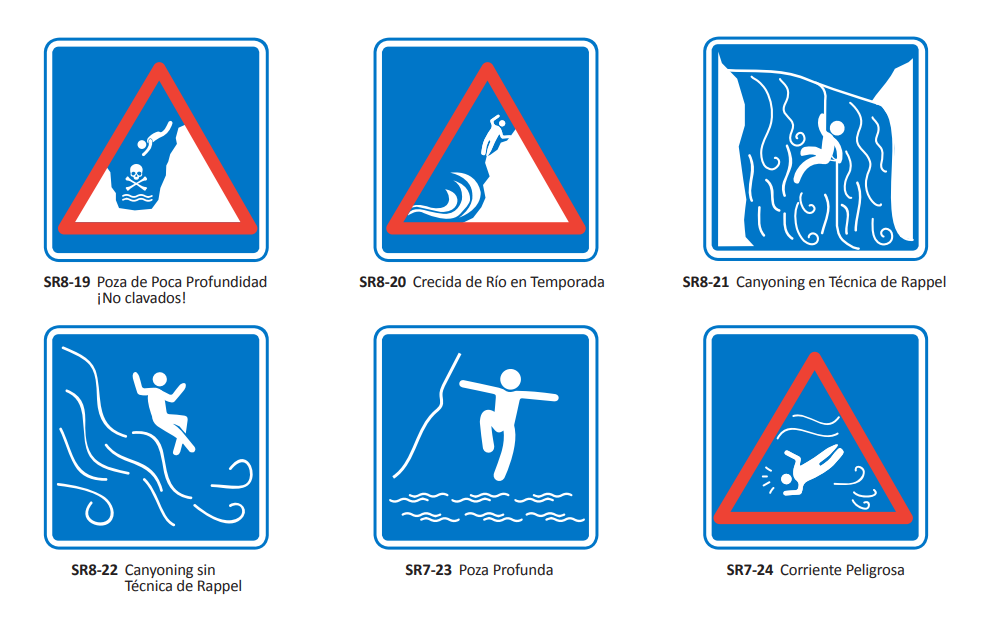 SR8-19 Poza de Poca Profundidad
¡No clavados!
SR8-20 Crecida de Río en Temporada
SR8-21 Canyoning en Técnica de Rappel
SR8-22 Canyoning sin
Técnica de Rappel
SR7-23 Poza Profunda
SR7-24 Corriente Peligrosa